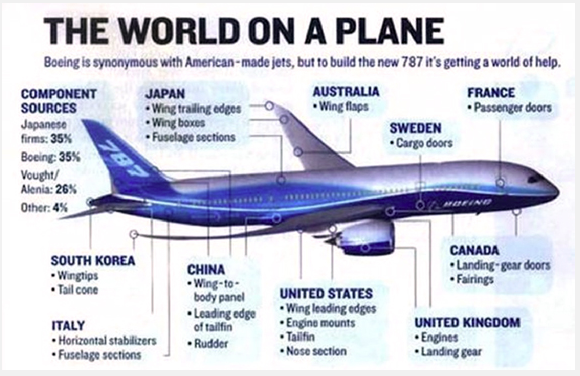 THE WORLD ON A PLANE
Boeing is synonymous with American-made jets, but to build the new 787 it's getting a world of help.
COMPONENT
SOURCES
Japanese
firms: 35%
Boeing: 35%
Vought/
Alenia: 26%
Other: 4%
JAPAN
• Wing trailing edges
• Wing boxes
• Fuselage sections
AUSTRALIA
• Wing flaps
FRANCE
• Passenger doors
SWEDEN
• Cargo doors
787
BOEING
SOUTH KOREA
• Wingtips
• Tail cone
ITALY
• Horizontal stabilizers
• Fuselage sections
CHINA
• Wing-to-
body panel
• Leading edge
of tailfin
• Rudder
UNITED STATES
• Wing leading edges
• Engine mounts
• Tailfin
• Nose section
CANADA
• Landing-gear doors
• Fairings
UNITED KINGDOM
• Engines
• Landing gear